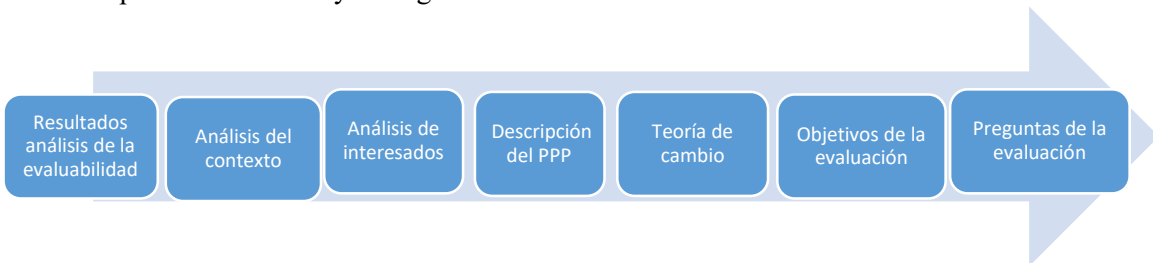 Resultados
análisis de la
evaluabilidad
Análisis del
contexto
Análisis de
interesados
Descripción
del PPP
Teoría de
cambio
Objetivos de la
evaluación
Preguntas de la
evaluación